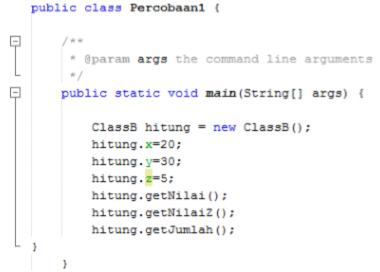 public class Percobaan1 {
/**
* @param args the command line arguments
*/
public static void main(String[] args) {
ClassB hitung = new ClassB();
hitung.x=20;
hitung.y=30;
hitung.z=5;
hitung.getNilai();
hitung.getNilaiZ();
hitung.getJumlah();
}
}